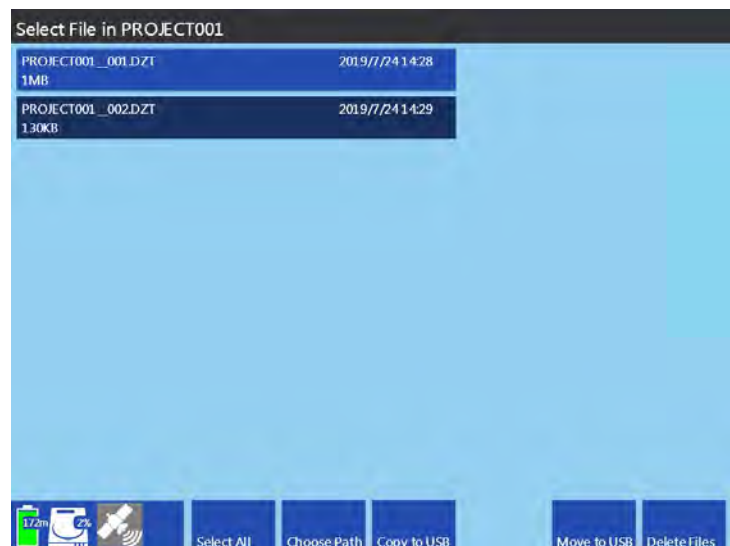 Select File in PROJECT001
PROJECT001__001.DZT 2019/7/24 14:28
1MB
PROJECT001__002.DZT 2019/7/24 14:29
130KB
172m 2% Select All Choose Path Copy to USB Move to USB Delete Files